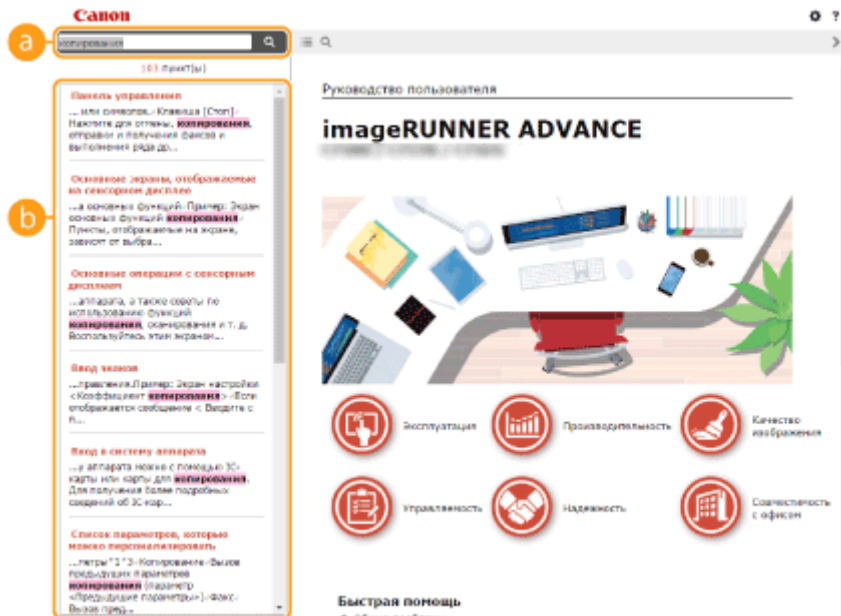 Canon
?
a
копирования
103 пункт(ы)
b
Панель управления
...или символов.-Клавиша [Стоп]-
Нажмите для отмены, копирования,
отправки и получения факсов и
выполнения ряда др...
Основные экраны, отображаемые
на сенсорном дисплее
...а основных функций-Пример: Экран
основных функций копирования-
Пункты, отображаемые на экране,
зависят от выбра...
Основные операции с сенсорным
дисплеем
...аппарата, а также советы по
использованию функций
копирования, сканирования и т. д.
Воспользуйтесь этим экраном...
Ввод знаков
...правления.Пример: Экран настройки
<Коэффициент копирования>-Если
отображается сообщение < Введите с
п...
Вход в систему аппарата
...у аппарата можно с помощью IC-
карты или карты для копирования.
Для получения более подробных
сведений об IC-кар...
Список параметров, которые
можно персонализировать
...летры*1*3-Копирование-Вызов
предыдущих параметров
копирования (параметр
<Предыдущие параметры>)-Факс-
Вызов пред...
Руководство пользователя
imageRUNNER ADVANCE
Эксплуатация
Производительность
Качество
изображения
Управляемость
Надежность
Совместимость
с офисом
Быстрая помощь